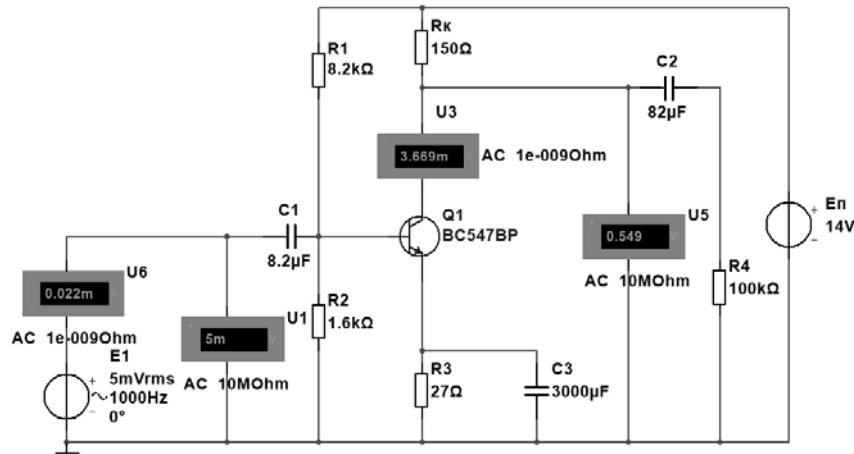 R1
8.2kΩ
Rк
150Ω
C2
82µF
U3
3.669m
AC 1e-009Ohm
Q1
BC547BP
C1
8.2µF
U6
0.022m
AC 1e-009Ohm
E1
5mVrms
1000Hz
0°
U1
5m
AC 10MOhm
R2
1.6kΩ
R3
27Ω
C3
3000µF
U5
0.549
AC 10MOhm
R4
100kΩ
Eп
14V